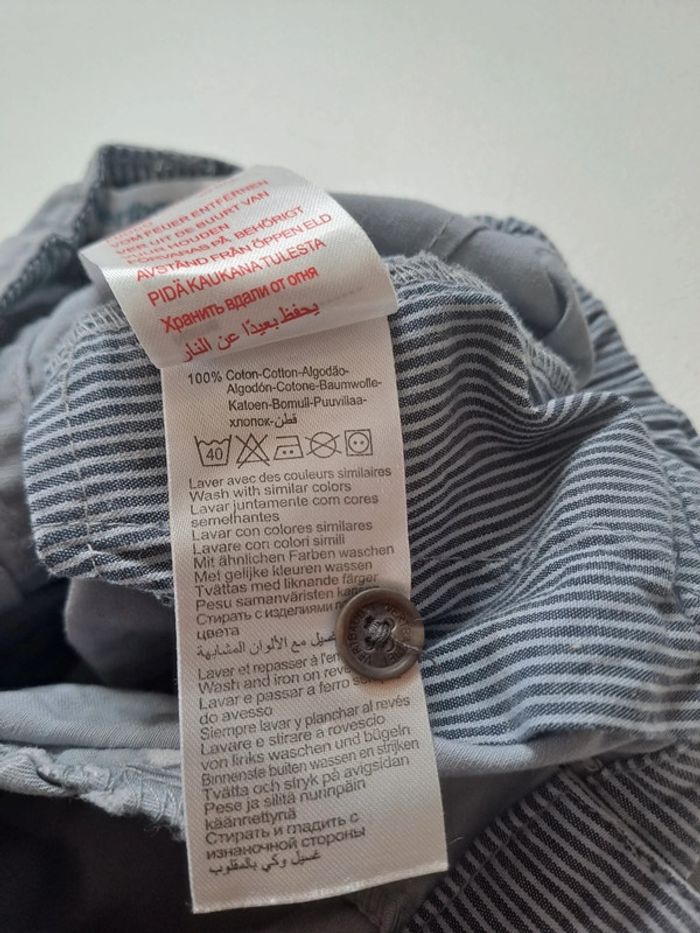 VOM FEUER ENTFERNEN
VER UIT DE BUURT VAN
VUUR HOUDEN
FÖRVARAS PÅ BEHÖRIGT
AVSTÅND FRÅN ÖPPEN ELD
PIDÄ KAUKANA TULESTA
Хранить вдали от огня
يحفظ بعيدًا عن النار
100% Coton-Cotton-Algodão-
Algodón-Cotone-Baumwolle-
Katoen-Bomull-Puuvillaa-
хлопок-قطن
40
Laver avec des couleurs similaires
Wash with similar colors
Lavar juntamente com cores
semelhantes
Lavar con colores similares
Lavare con colori simili
Mit ähnlichen Farben waschen
Met gelijke kleuren wassen
Tvättas med liknande färger
Pesu samanväristen
Стирать с изделиями
цвета
غسيل مع الألوان المشابهة
Laver et repasser à
Wash and iron on
Lavar e passar a ferro
do avesso
Siempre lavar y planchar al revés
Lavare e stirare a rovescio
von links waschen und bügeln
Binnenste buiten wassen en strijken
Tvätta och stryk på avigsidan
Pese ja silitä nurinpäin
käännettynä
Стирать и гладить с
изнаночной стороны
غسيل وكي بالمقلوب